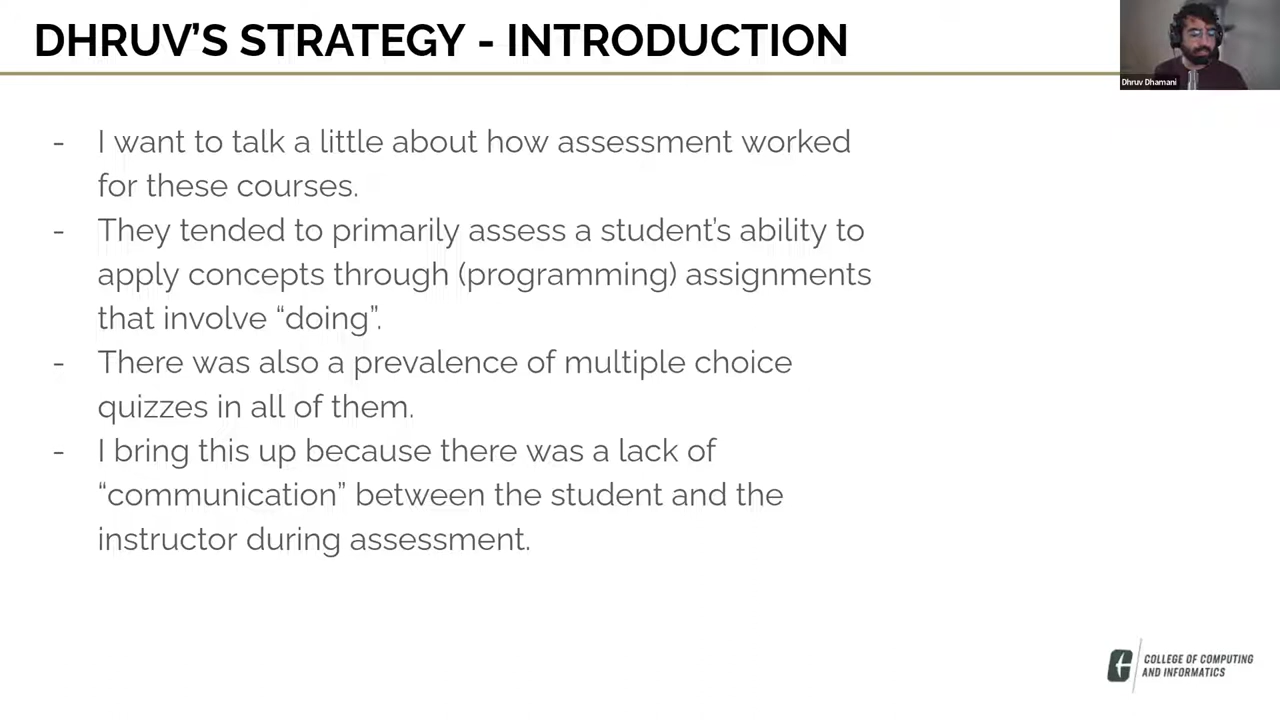 DHRUV’S STRATEGY - INTRODUCTION
Dhruv Dhamani
- I want to talk a little about how assessment worked
for these courses.
- They tended to primarily assess a student’s ability to
apply concepts through (programming) assignments
that involve “doing”.
- There was also a prevalence of multiple choice
quizzes in all of them.
- I bring this up because there was a lack of
“communication” between the student and the
instructor during assessment.
COLLEGE OF COMPUTING
AND INFORMATICS